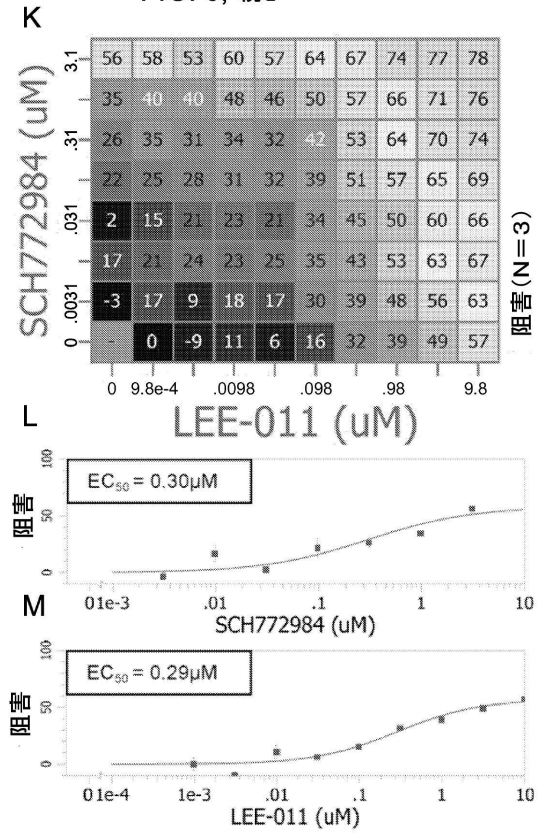 K
SCH772984 (uM)
3.1 56 58 53 60 57 64 67 74 77 78
35 40 40 48 46 50 57 66 71 76
.31 26 35 31 34 32 42 53 64 70 74
22 25 28 31 32 39 51 57 65 69
.031 2 15 21 23 21 34 45 50 60 66
17 21 24 23 25 35 43 53 63 67
.0031 -3 17 9 18 17 30 39 48 56 63
0 - 0 -9 11 6 16 32 39 49 57
阻害(N=3)
0 9.8e-4 .0098 .098 .98 9.8
LEE-011 (uM)
L
EC50 = 0.30µM
阻害
100
50
0
01e-3 .01 .1 1 10
SCH772984 (uM)
M
EC50 = 0.29µM
阻害
100
50
0
01e-4 1e-3 .01 .1 1 10
LEE-011 (uM)